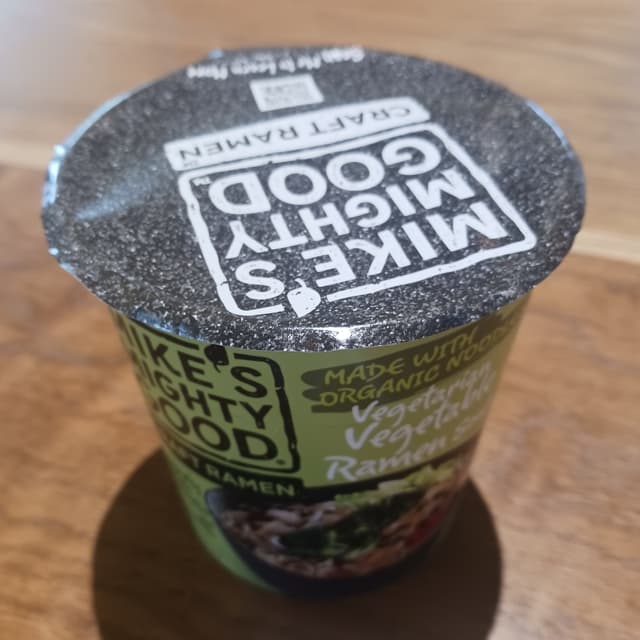 MIKE'S
MIGHTY
GOOD
CRAFT RAMEN
MIKE'S
MIGHTY
GOOD
RAMEN
MADE WITH
ORGANIC NOODLES
Vegetarian
Vegetable
Ramen